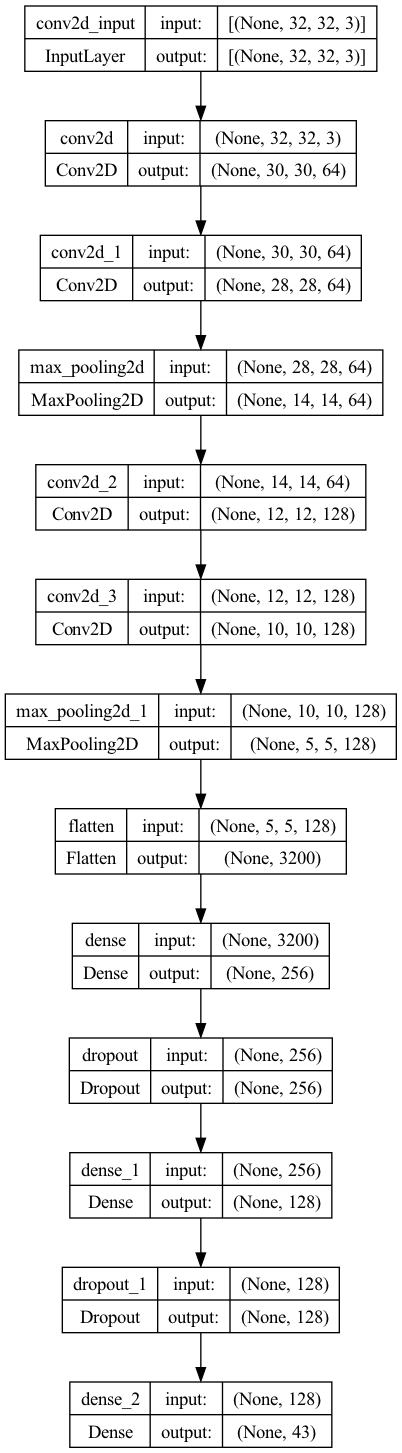 conv2d_input input: [(None, 32, 32, 3)]
InputLayer output: [(None, 32, 32, 3)]
conv2d input: (None, 32, 32, 3)
Conv2D output: (None, 30, 30, 64)
conv2d_1 input: (None, 30, 30, 64)
Conv2D output: (None, 28, 28, 64)
max_pooling2d input: (None, 28, 28, 64)
MaxPooling2D output: (None, 14, 14, 64)
conv2d_2 input: (None, 14, 14, 64)
Conv2D output: (None, 12, 12, 128)
conv2d_3 input: (None, 12, 12, 128)
Conv2D output: (None, 10, 10, 128)
max_pooling2d_1 input: (None, 10, 10, 128)
MaxPooling2D output: (None, 5, 5, 128)
flatten input: (None, 5, 5, 128)
Flatten output: (None, 3200)
dense input: (None, 3200)
Dense output: (None, 256)
dropout input: (None, 256)
Dropout output: (None, 256)
dense_1 input: (None, 256)
Dense output: (None, 128)
dropout_1 input: (None, 128)
Dropout output: (None, 128)
dense_2 input: (None, 128)
Dense output: (None, 43)